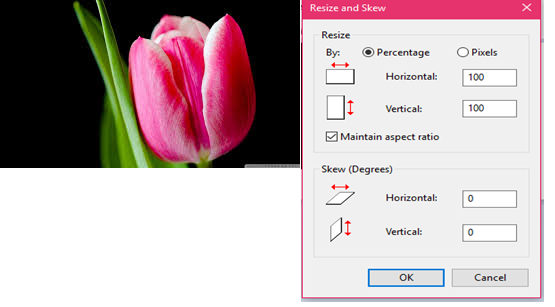 Resize and Skew
Resize
By: Percentage Pixels
Horizontal: 100
Vertical: 100
Maintain aspect ratio
Skew (Degrees)
Horizontal: 0
Vertical: 0
OK Cancel